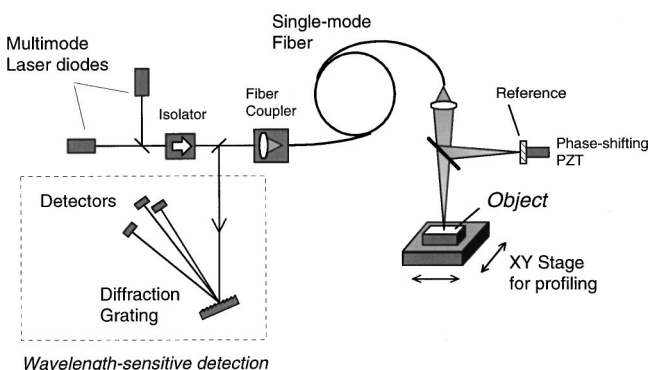 Single-mode
Fiber
Multimode
Laser diodes
Isolator
Fiber
Coupler
Reference
Phase-shifting
PZT
Detectors
Object
XY Stage
for profiling
Diffraction
Grating
Wavelength-sensitive detection